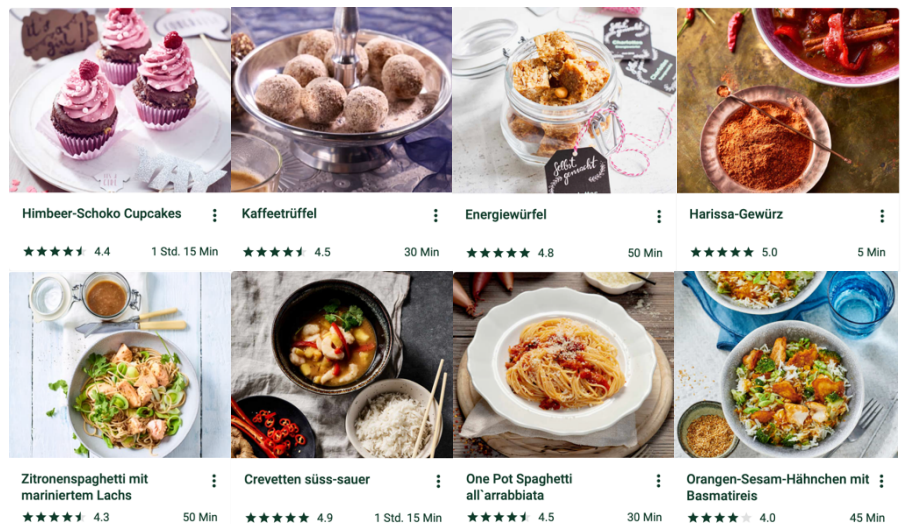 Selbst
gemacht
Himbeer-Schoko Cupcakes
4.4
1 Std. 15 Min
Kaffeetrüffel
4.5
30 Min
Energiewürfel
4.8
50 Min
Harissa-Gewürz
5.0
5 Min
Zitronenspaghetti mit
mariniertem Lachs
4.3
50 Min
Crevetten süss-sauer
4.9
1 Std. 15 Min
One Pot Spaghetti
all`arrabbiata
4.5
30 Min
Orangen-Sesam-Hähnchen mit
Basmatireis
4.0
45 Min